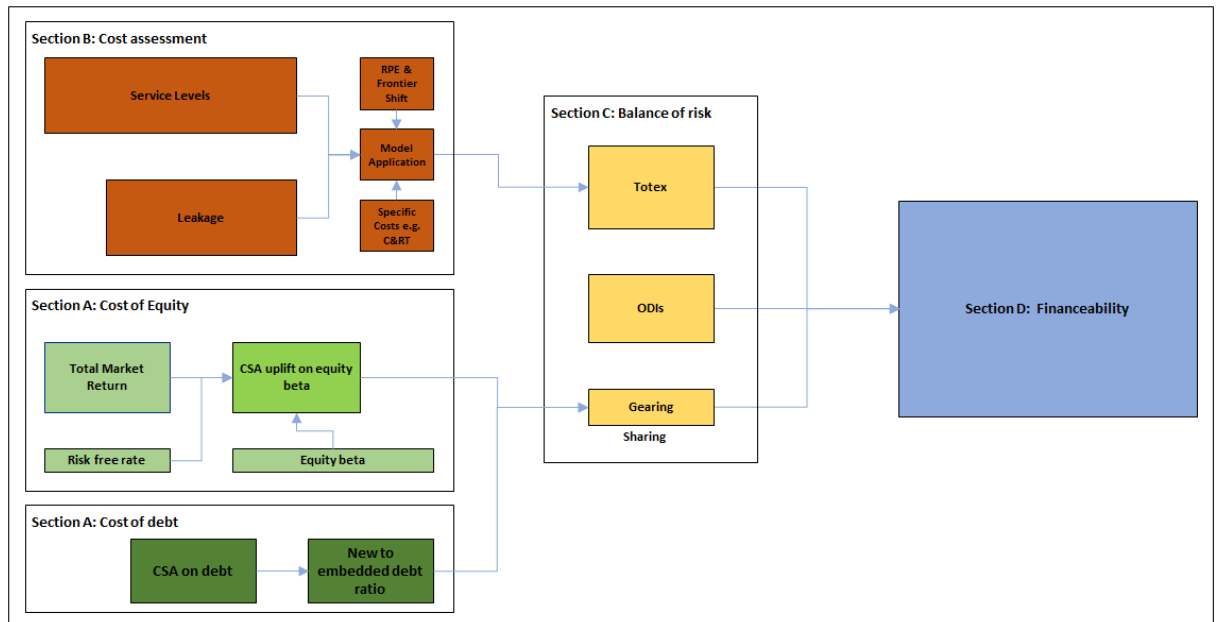 Section B: Cost assessment
Service Levels
RPE &
Frontier
Shift
Model
Application
Leakage
Specific
Costs e.g.
C&RT
Section A: Cost of Equity
Total Market
Return
CSA uplift on equity
beta
Risk free rate
Equity beta
Section A: Cost of debt
CSA on debt
New to
embedded debt
ratio
Section C: Balance of risk
Totex
ODIs
Gearing
Sharing
Section D:  Financeability